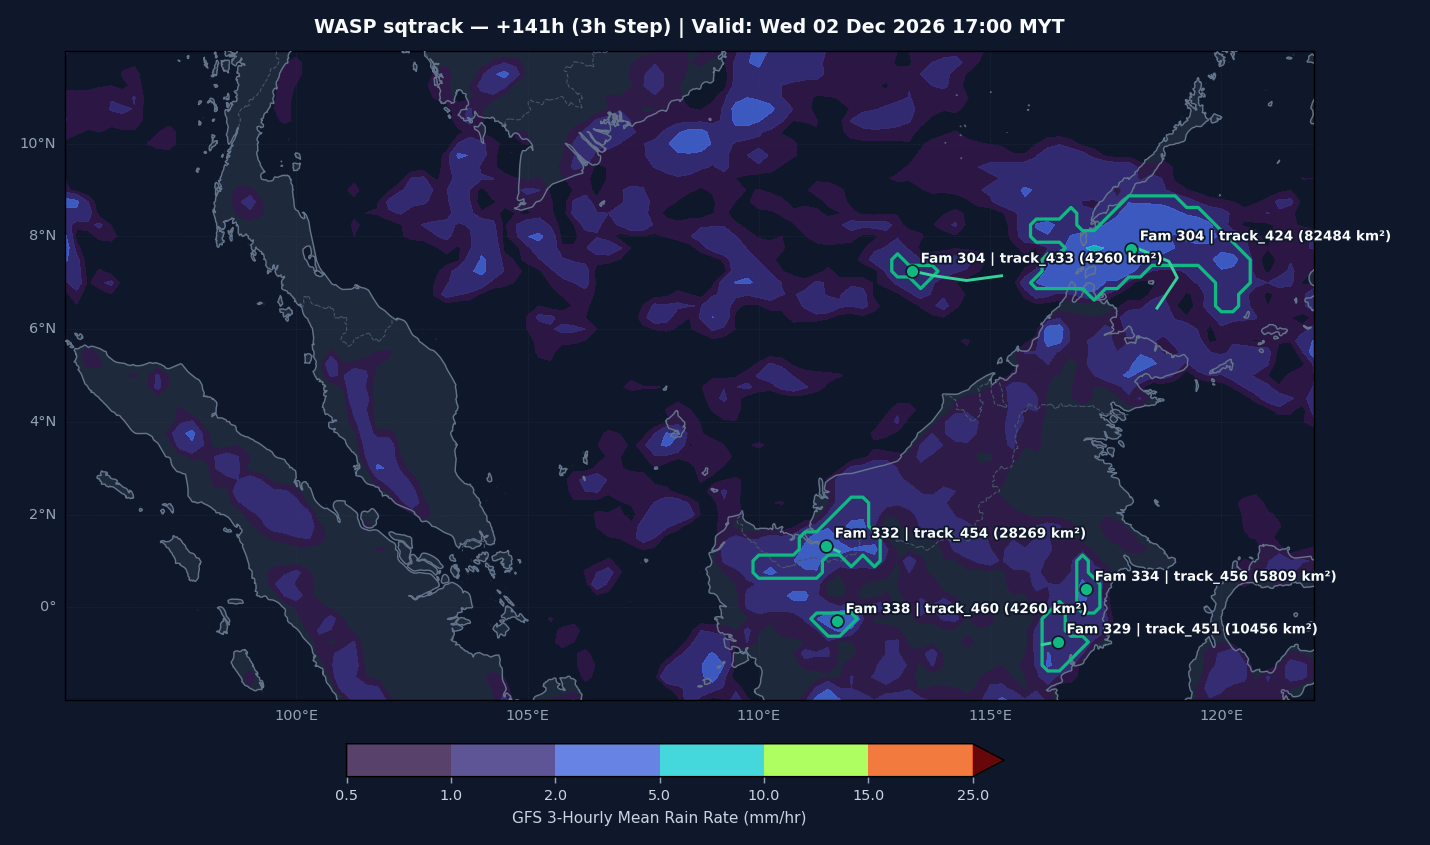 WASP sqtrack — +141h (3h Step) | Valid: Wed 02 Dec 2026 17:00 MYT
10°N
8°N
6°N
4°N
2°N
0°
Fam 304 | track_424 (82484 km²)
Fam 304 | track_433 (4260 km²)
Fam 332 | track_454 (28269 km²)
Fam 334 | track_456 (5809 km²)
Fam 338 | track_460 (4260 km²)
Fam 329 | track_451 (10456 km²)
100°E 105°E 110°E 115°E 120°E
0.5 1.0 2.0 5.0 10.0 15.0 25.0
GFS 3-Hourly Mean Rain Rate (mm/hr)